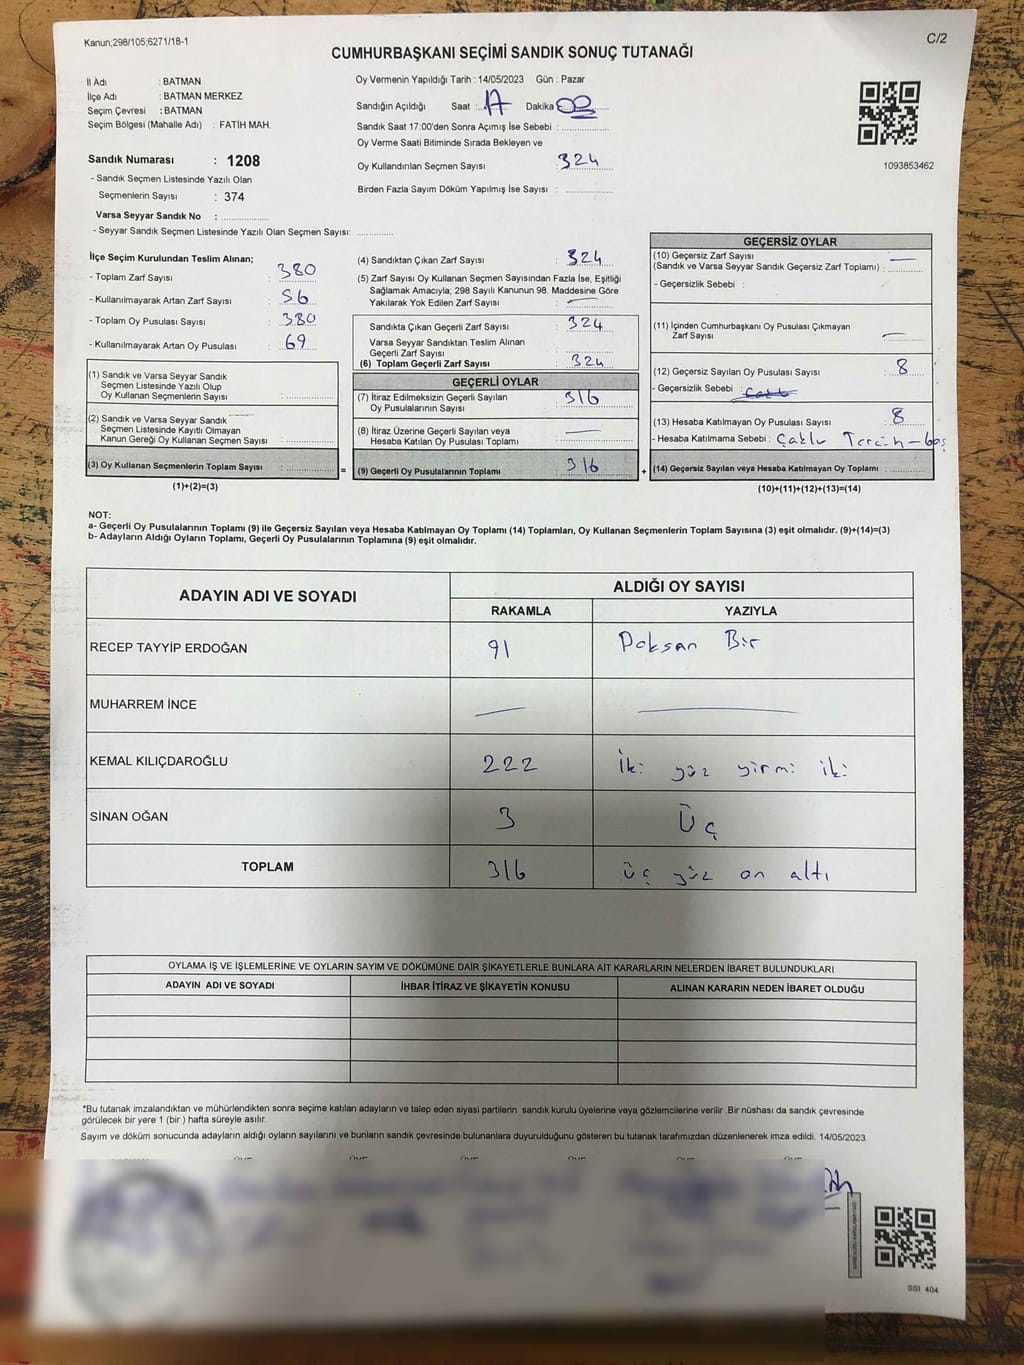 Kanun;298/105;6271/18-1
C/2
CUMHURBAŞKANI SEÇİMİ SANDIK SONUÇ TUTANAĞI
İl Adı : BATMAN
İlçe Adı : BATMAN MERKEZ
Seçim Çevresi : BATMAN
Seçim Bölgesi (Mahalle Adı) : FATİH MAH.
Sandık Numarası : 1208
- Sandık Seçmen Listesinde Yazılı Olan
Seçmenlerin Sayısı : 374
Varsa Seyyar Sandık No : ..................
- Seyyar Sandık Seçmen Listesinde Yazılı Olan Seçmen Sayısı: ..............
Oy Vermenin Yapıldığı Tarih : 14/05/2023 Gün : Pazar
Sandığın Açıldığı Saat : 17 Dakika 00
Sandık Saat 17:00'den Sonra Açımış İse Sebebi : ..................
Oy Verme Saati Bitiminde Sırada Bekleyen ve
Oy Kullandırılan Seçmen Sayısı : 324
Birden Fazla Sayım Döküm Yapılmış İse Sayısı : ..................
1093853462
İlçe Seçim Kurulundan Teslim Alınan;
- Toplam Zarf Sayısı : 380
- Kullanılmayarak Artan Zarf Sayısı : 56
- Toplam Oy Pusulası Sayısı : 380
- Kullanılmayarak Artan Oy Pusulası : 69
(1) Sandık ve Varsa Seyyar Sandık
Seçmen Listesinde Yazılı Olup
Oy Kullanan Seçmenlerin Sayısı : ..................
(2) Sandık ve Varsa Seyyar Sandık
Seçmen Listesinde Kayıtlı Olmayan
Kanun Gereği Oy Kullanan Seçmen Sayısı : ..................
(3) Oy Kullanan Seçmenlerin Toplam Sayısı : ..................
(1)+(2)=(3)
=
(4) Sandıktan Çıkan Zarf Sayısı : 324
(5) Zarf Sayısı Oy Kullanan Seçmen Sayısından Fazla İse, Eşitliği
Sağlamak Amacıyla; 298 Sayılı Kanunun 98. Maddesine Göre
Yakılarak Yok Edilen Zarf Sayısı : —
Sandıkta Çıkan Geçerli Zarf Sayısı : 324
Varsa Seyyar Sandıktan Teslim Alınan
Geçerli Zarf Sayısı : ..................
(6) Toplam Geçerli Zarf Sayısı : 324
GEÇERLİ OYLAR
(7) İtiraz Edilmeksizin Geçerli Sayılan
Oy Pusulalarının Sayısı : 316
(8) İtiraz Üzerine Geçerli Sayılan veya
Hesaba Katılan Oy Pusulası Toplamı : —
(9) Geçerli Oy Pusulalarının Toplamı : 316
+
GEÇERSİZ OYLAR
(10) Geçersiz Zarf Sayısı —
(Sandık ve Varsa Seyyar Sandık Geçersiz Zarf Toplamı) : ..............
- Geçersizlik Sebebi :
(11) İçinden Cumhurbaşkanı Oy Pusulası Çıkmayan
Zarf Sayısı : —
(12) Geçersiz Sayılan Oy Pusulası Sayısı : 8
- Geçersizlik Sebebi :
(13) Hesaba Katılmayan Oy Pusulası Sayısı : 8
- Hesaba Katılmama Sebebi : Çoklu Tercih - boş
(14) Geçersiz Sayılan veya Hesaba Katılmayan Oy Toplamı : ..............
(10)+(11)+(12)+(13)=(14)
NOT:
a- Geçerli Oy Pusulalarının Toplamı (9) ile Geçersiz Sayılan veya Hesaba Katılmayan Oy Toplamı (14) Toplamları, Oy Kullanan Seçmenlerin Toplam Sayısına (3) eşit olmalıdır. (9)+(14)=(3)
b- Adayların Aldığı Oyların Toplamı, Geçerli Oy Pusulalarının Toplamına (9) eşit olmalıdır.
ADAYIN ADI VE SOYADI ALDIĞI OY SAYISI
RAKAMLA YAZIYLA
RECEP TAYYİP ERDOĞAN 91 Doksan Bir
MUHARREM İNCE — —
KEMAL KILIÇDAROĞLU 222 İki yüz yirmi iki
SİNAN OĞAN 3 Üç
TOPLAM 316 üç yüz on altı
OYLAMA İŞ VE İŞLEMLERİNE VE OYLARIN SAYIM VE DÖKÜMÜNE DAİR ŞİKAYETLERLE BUNLARA AİT KARARLARIN NELERDEN İBARET BULUNDUKLARI
ADAYIN ADI VE SOYADI İHBAR İTİRAZ VE ŞİKAYETİN KONUSU ALINAN KARARIN NEDEN İBARET OLDUĞU
*Bu tutanak imzalandıktan ve mühürlendikten sonra seçime katılan adayların ve talep eden siyasi partilerin sandık kurulu üyelerine veya gözlemcilerine verilir .Bir nüshası da sandık çevresinde
görülecek bir yere 1 (bir ) hafta süreyle asılır.
Sayım ve döküm sonucunda adayların aldığı oyların sayılarını ve bunların sandık çevresinde bulunanlara duyurulduğunu gösteren bu tutanak tarafımızdan düzenlenerek imza edildi. 14/05/2023
SSI 404